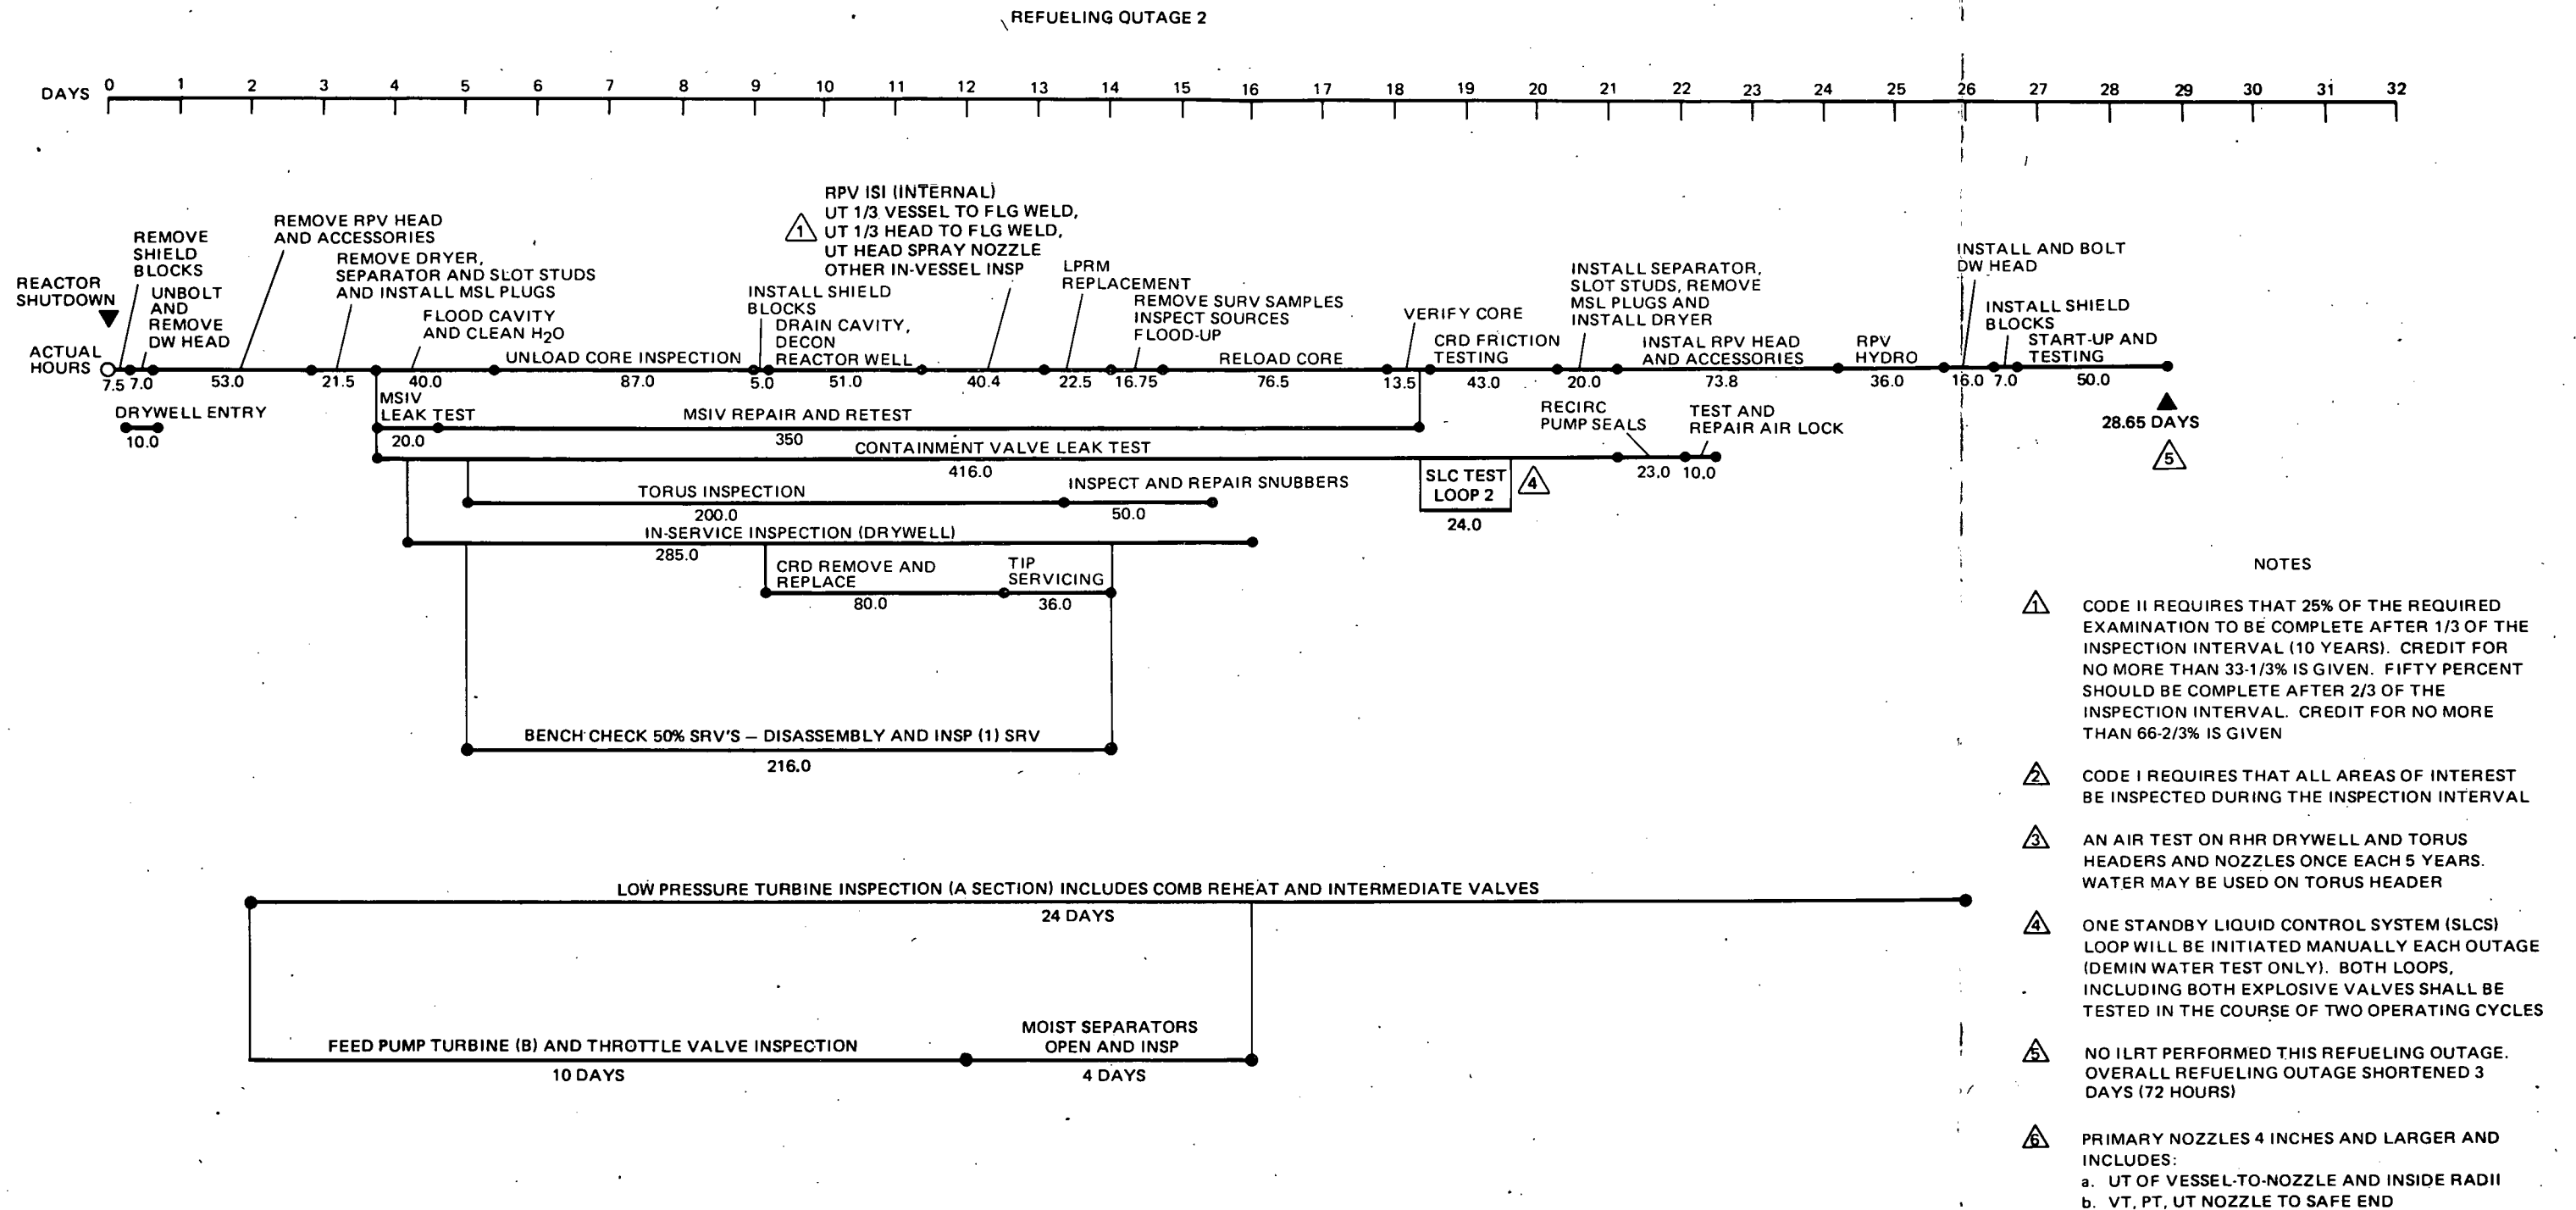 REFUELING OUTAGE 2
DAYS 0 1 2 3 4 5 6 7 8 9 10 11 12 13 14 15 16 17 18 19 20 21 22 23 24 25 26 27 28 29 30 31 32
REACTOR
SHUTDOWN
ACTUAL
HOURS
REMOVE
SHIELD
BLOCKS
7.5
UNBOLT
AND
REMOVE
DW HEAD
7.0
REMOVE RPV HEAD
AND ACCESSORIES
53.0
REMOVE DRYER,
SEPARATOR AND SLOT STUDS
AND INSTALL MSL PLUGS
21.5
FLOOD CAVITY
AND CLEAN H2O
40.0
UNLOAD CORE INSPECTION
87.0
INSTALL SHIELD
BLOCKS
5.0
DRAIN CAVITY,
DECON
REACTOR WELL
51.0
1
RPV ISI (INTERNAL)
UT 1/3 VESSEL TO FLG WELD,
UT 1/3 HEAD TO FLG WELD,
UT HEAD SPRAY NOZZLE
OTHER IN-VESSEL INSP
40.4
LPRM
REPLACEMENT
22.5
REMOVE SURV SAMPLES
INSPECT SOURCES
FLOOD-UP
16.75
RELOAD CORE
76.5
VERIFY CORE
13.5
CRD FRICTION
TESTING
43.0
INSTALL SEPARATOR,
SLOT STUDS, REMOVE
MSL PLUGS AND
INSTALL DRYER
20.0
INSTAL RPV HEAD
AND ACCESSORIES
73.8
RPV
HYDRO
36.0
INSTALL AND BOLT
DW HEAD
16.0
INSTALL SHIELD
BLOCKS
7.0
START-UP AND
TESTING
50.0
28.65 DAYS
5
DRYWELL ENTRY
10.0
MSIV
LEAK TEST
20.0
MSIV REPAIR AND RETEST
350
CONTAINMENT VALVE LEAK TEST
416.0
RECIRC
PUMP SEALS
23.0
TEST AND
REPAIR AIR LOCK
10.0
SLC TEST
LOOP 2
24.0
4
TORUS INSPECTION
200.0
INSPECT AND REPAIR SNUBBERS
50.0
IN-SERVICE INSPECTION (DRYWELL)
285.0
CRD REMOVE AND
REPLACE
80.0
TIP
SERVICING
36.0
BENCH CHECK 50% SRV'S – DISASSEMBLY AND INSP (1) SRV
216.0
LOW PRESSURE TURBINE INSPECTION (A SECTION) INCLUDES COMB REHEAT AND INTERMEDIATE VALVES
24 DAYS
FEED PUMP TURBINE (B) AND THROTTLE VALVE INSPECTION
10 DAYS
MOIST SEPARATORS
OPEN AND INSP
4 DAYS
NOTES
1 CODE II REQUIRES THAT 25% OF THE REQUIRED
EXAMINATION TO BE COMPLETE AFTER 1/3 OF THE
INSPECTION INTERVAL (10 YEARS). CREDIT FOR
NO MORE THAN 33-1/3% IS GIVEN. FIFTY PERCENT
SHOULD BE COMPLETE AFTER 2/3 OF THE
INSPECTION INTERVAL. CREDIT FOR NO MORE
THAN 66-2/3% IS GIVEN
2 CODE I REQUIRES THAT ALL AREAS OF INTEREST
BE INSPECTED DURING THE INSPECTION INTERVAL
3 AN AIR TEST ON RHR DRYWELL AND TORUS
HEADERS AND NOZZLES ONCE EACH 5 YEARS.
WATER MAY BE USED ON TORUS HEADER
4 ONE STANDBY LIQUID CONTROL SYSTEM (SLCS)
LOOP WILL BE INITIATED MANUALLY EACH OUTAGE
(DEMIN WATER TEST ONLY). BOTH LOOPS,
INCLUDING BOTH EXPLOSIVE VALVES SHALL BE
TESTED IN THE COURSE OF TWO OPERATING CYCLES
5 NO ILRT PERFORMED THIS REFUELING OUTAGE.
OVERALL REFUELING OUTAGE SHORTENED 3
DAYS (72 HOURS)
6 PRIMARY NOZZLES 4 INCHES AND LARGER AND
INCLUDES:
a. UT OF VESSEL-TO-NOZZLE AND INSIDE RADII
b. VT, PT, UT NOZZLE TO SAFE END